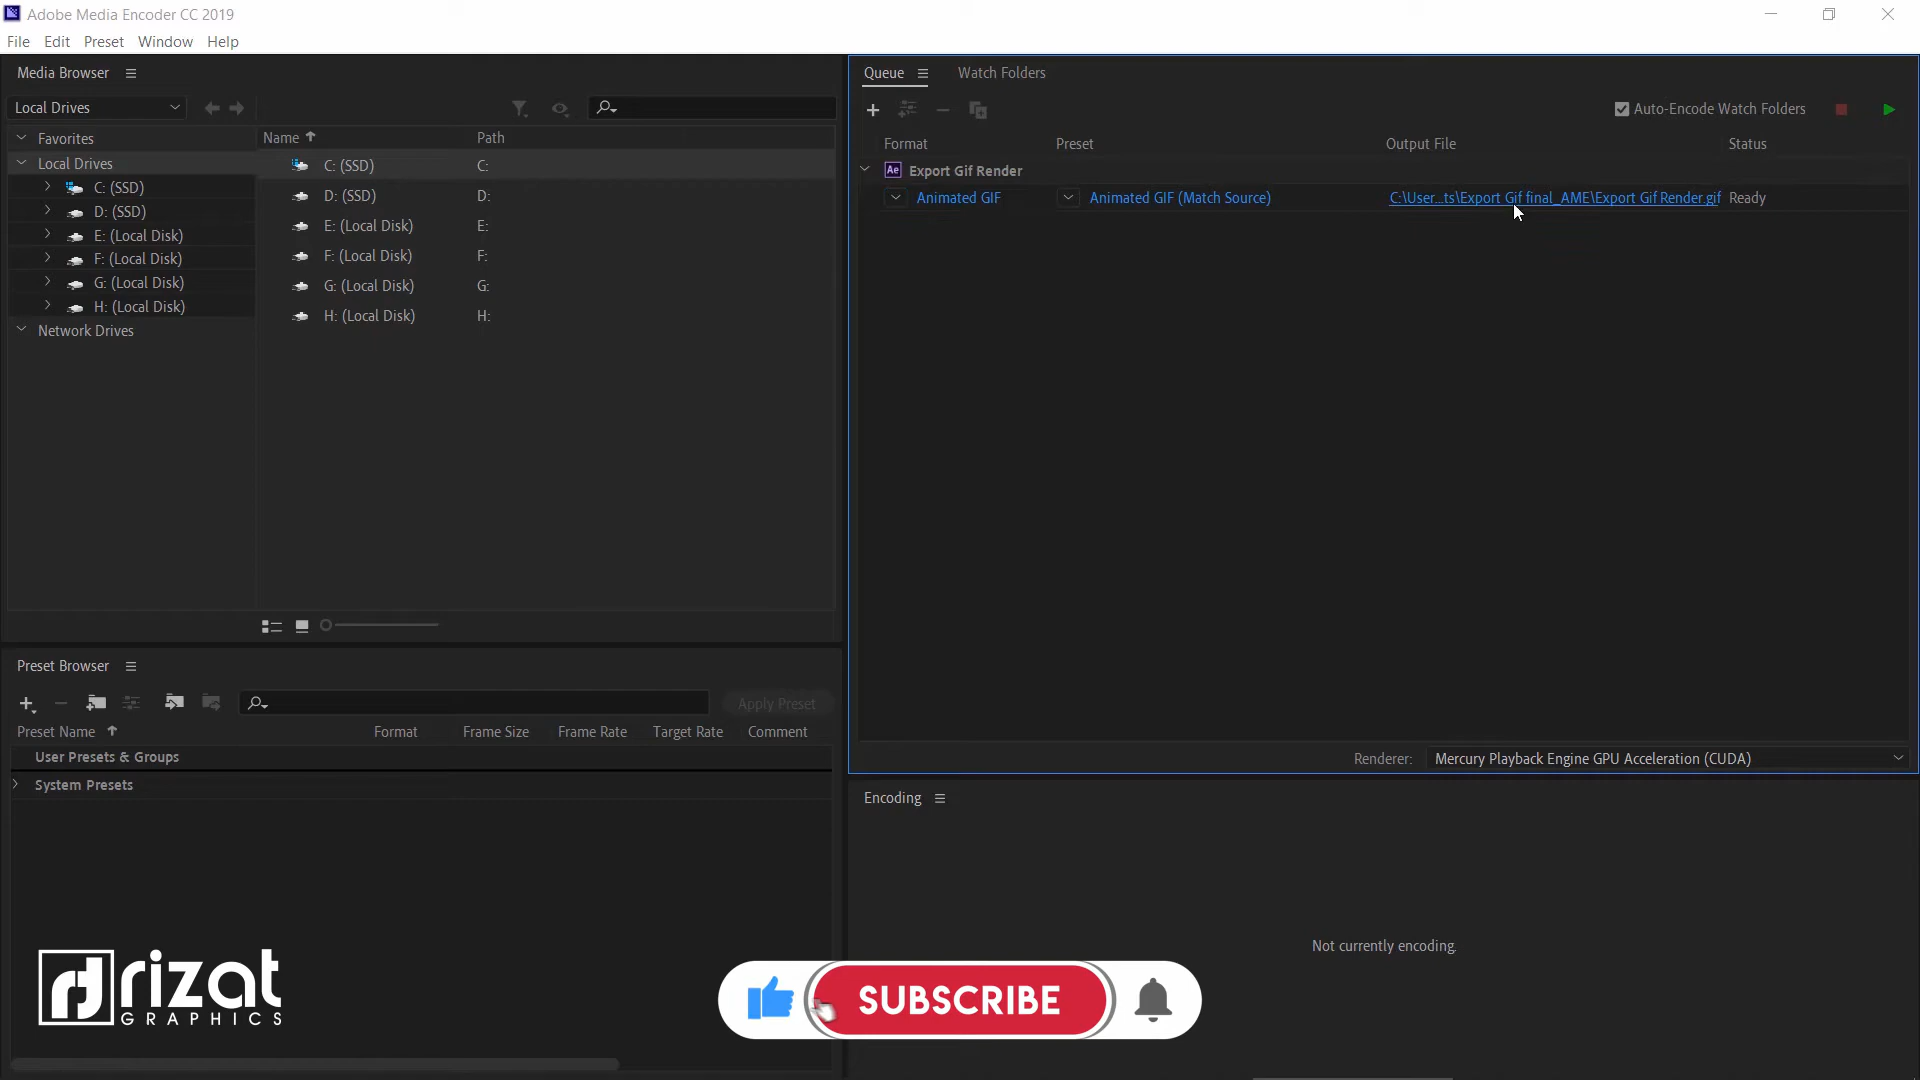 Adobe Media Encoder CC 2019
File Edit Preset Window Help
Media Browser
Local Drives
Favorites
Local Drives
C: (SSD)
D: (SSD)
E: (Local Disk)
F: (Local Disk)
G: (Local Disk)
H: (Local Disk)
Network Drives
Name Path
C: (SSD) C:
D: (SSD) D:
E: (Local Disk) E:
F: (Local Disk) F:
G: (Local Disk) G:
H: (Local Disk) H:
Preset Browser
Apply Preset
Preset Name Format Frame Size Frame Rate Target Rate Comment
User Presets & Groups
System Presets
Queue Watch Folders
Auto-Encode Watch Folders
Format Preset Output File Status
Ae Export Gif Render
Animated GIF Animated GIF (Match Source) C:\User...ts\Export Gif final_AME\Export Gif Render.gif Ready
Renderer: Mercury Playback Engine GPU Acceleration (CUDA)
Encoding
Not currently encoding.
rizat
GRAPHICS
SUBSCRIBE